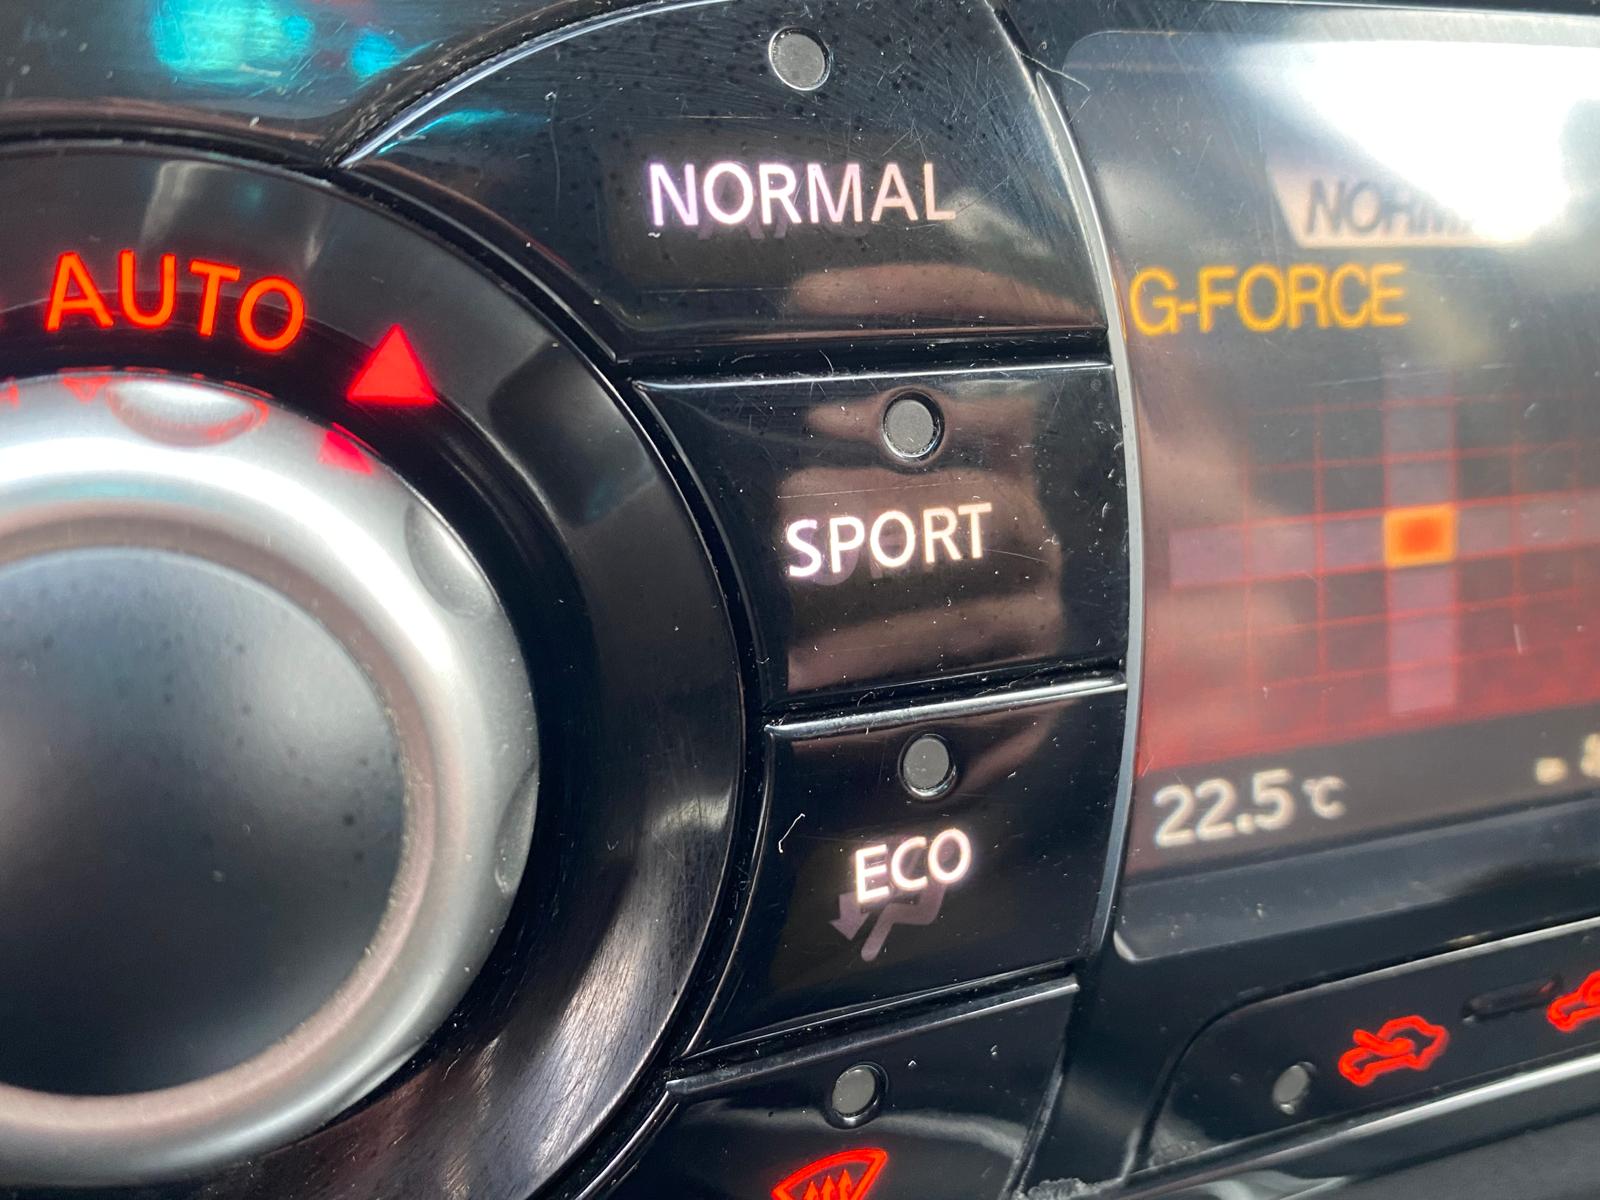 NORMAL
AUTO
G-FORCE
SPORT
22.5 °C
ECO